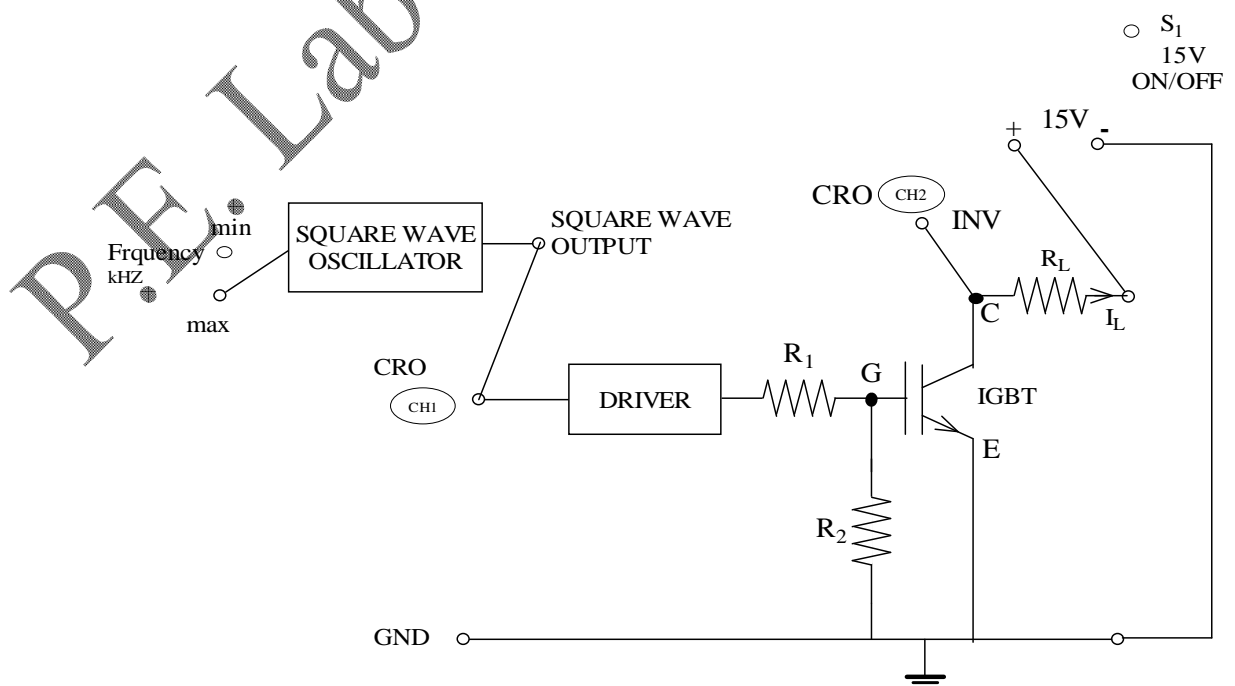 P.E. Lab
S1
15V
ON/OFF
+ 15V -
CRO CH2 INV
min
Frquency
kHZ
max
SQUARE WAVE
OSCILLATOR
SQUARE WAVE
OUTPUT
RL
IL
C
CRO
CH1
DRIVER
R1
G
IGBT
E
R2
GND